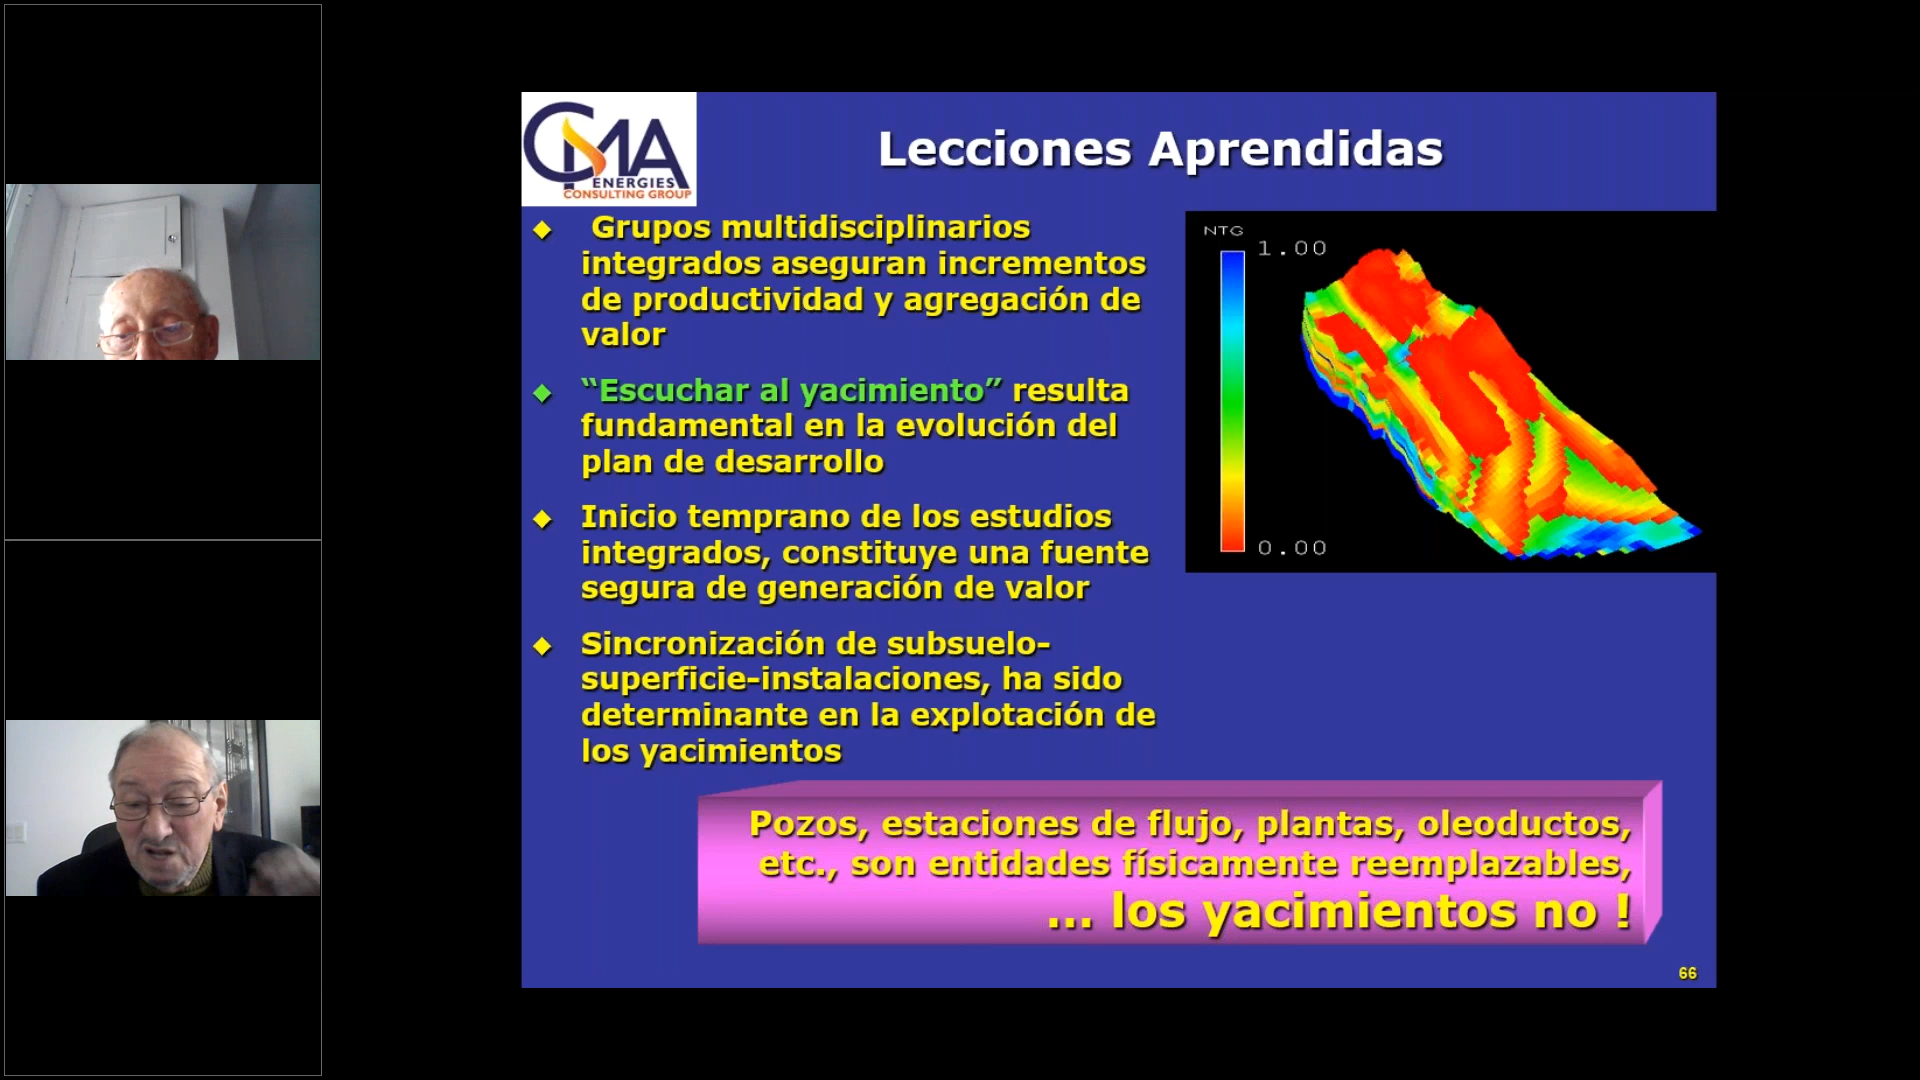 CMA
ENERGIES
CONSULTING GROUP
Lecciones Aprendidas
Grupos multidisciplinarios
integrados aseguran incrementos
de productividad y agregación de
valor
“Escuchar al yacimiento” resulta
fundamental en la evolución del
plan de desarrollo
Inicio temprano de los estudios
integrados, constituye una fuente
segura de generación de valor
Sincronización de subsuelo-
superficie-instalaciones, ha sido
determinante en la explotación de
los yacimientos
NTG
1.00
0.00
Pozos, estaciones de flujo, plantas, oleoductos,
etc., son entidades físicamente reemplazables,
... los yacimientos no !
66